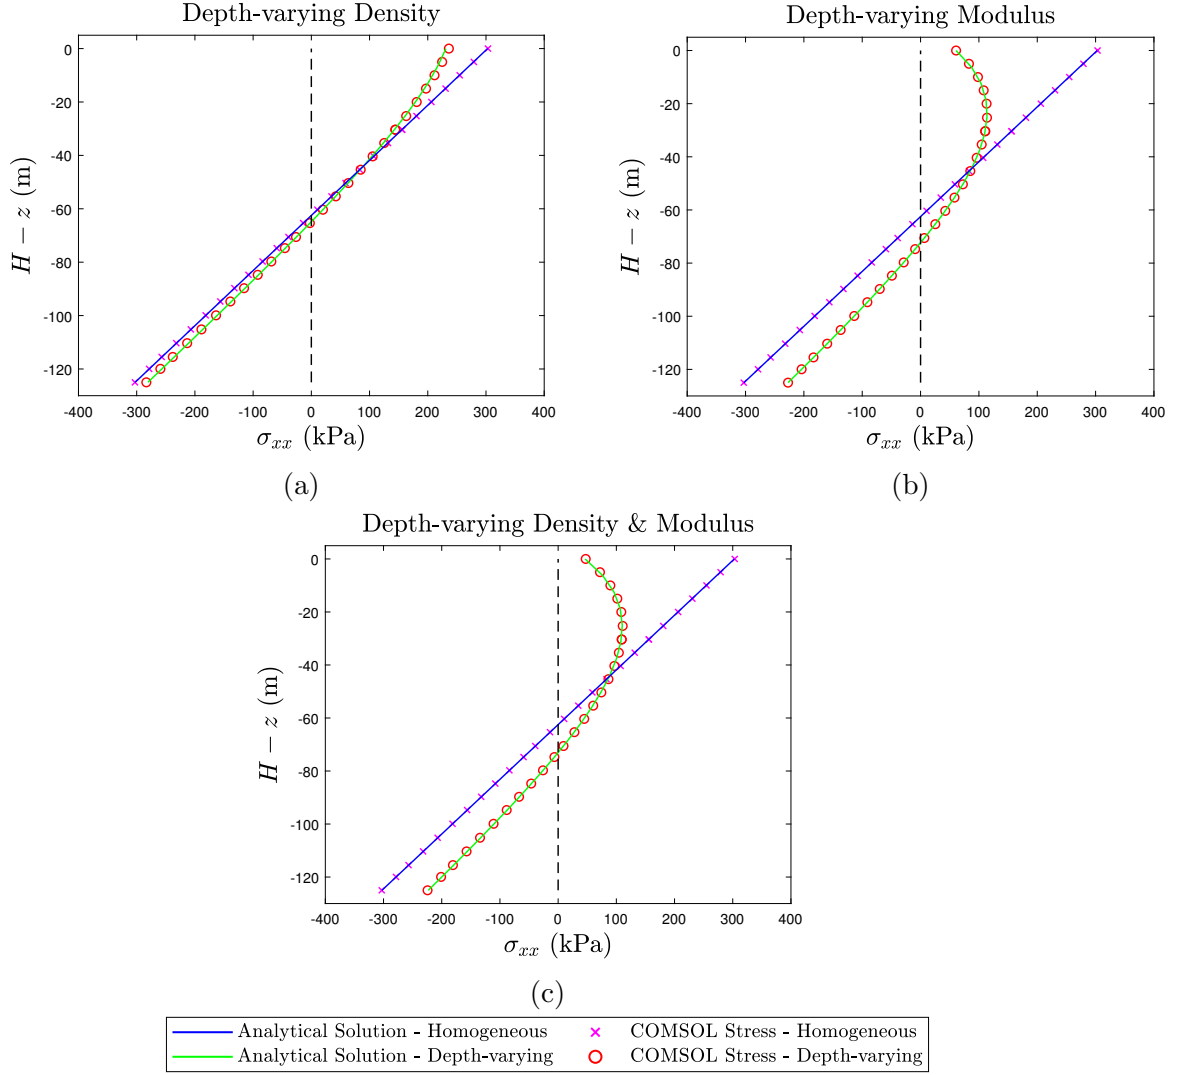 Depth-varying Density
0
-20
-40
-60
-80
-100
-120
H − z (m)
-400 -300 -200 -100 0 100 200 300 400
σxx (kPa)
(a)
Depth-varying Modulus
0
-20
-40
-60
-80
-100
-120
H − z (m)
-400 -300 -200 -100 0 100 200 300 400
σxx (kPa)
(b)
Depth-varying Density & Modulus
0
-20
-40
-60
-80
-100
-120
H − z (m)
-400 -300 -200 -100 0 100 200 300 400
σxx (kPa)
(c)
Analytical Solution - Homogeneous COMSOL Stress - Homogeneous
Analytical Solution - Depth-varying COMSOL Stress - Depth-varying